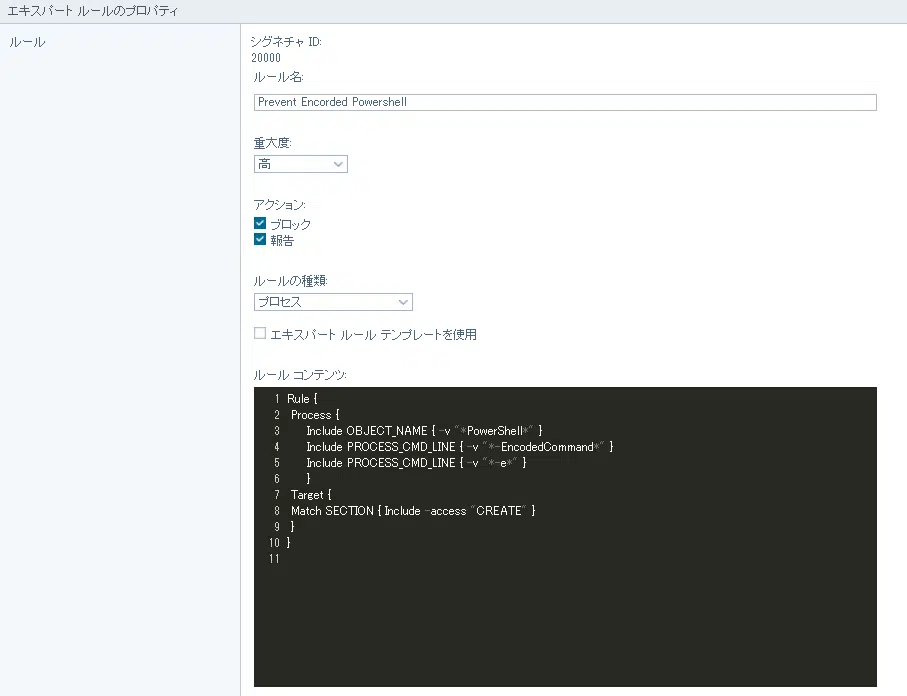 エキスパート ルールのプロパティ
ルール
シグネチャ ID:
20000
ルール名:
Prevent Encorded Powershell
重大度:
高
アクション:
ブロック
報告
ルールの種類:
プロセス
エキスパート ルール テンプレートを使用
ルール コンテンツ:
1 Rule {
2 Process {
3 Include OBJECT_NAME { -v "*PowerShell*" }
4 Include PROCESS_CMD_LINE { -v "*-EncodedCommand*" }
5 Include PROCESS_CMD_LINE { -v "*-e*" }
6 }
7 Target {
8 Match SECTION { Include -access "CREATE" }
9 }
10 }
11